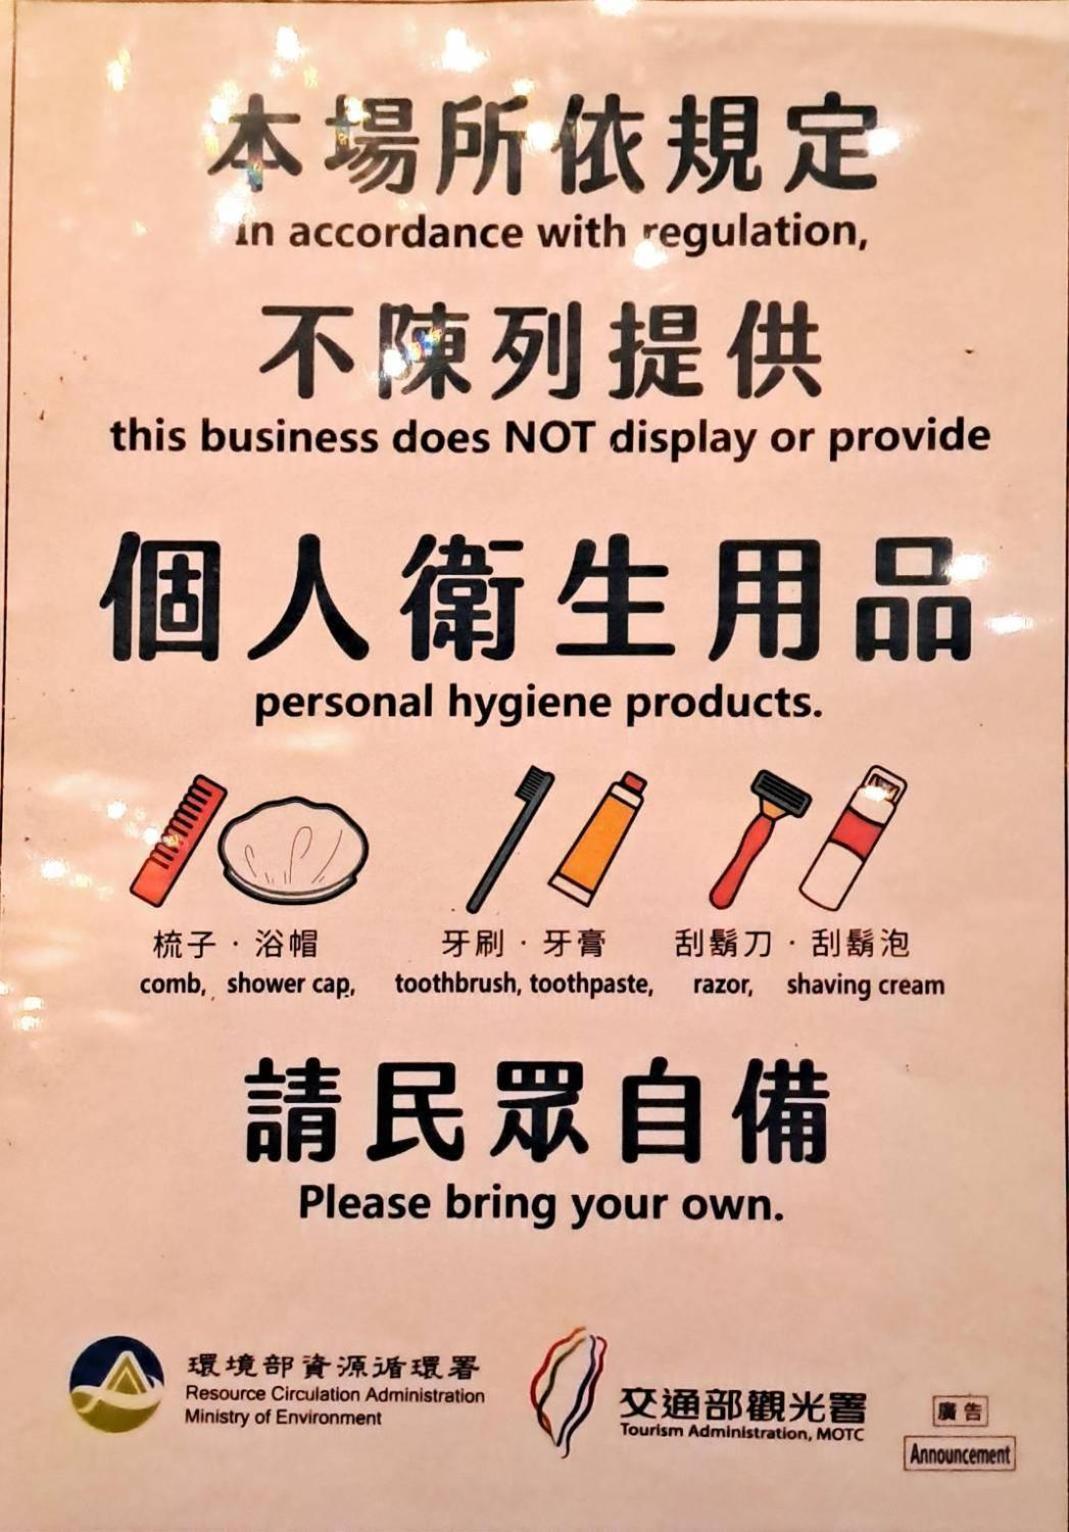 本場所依規定
In accordance with regulation,
不陳列提供
this business does NOT display or provide
個人衛生用品
personal hygiene products.
梳子·浴帽 牙刷·牙膏 刮鬍刀·刮鬍泡
comb, shower cap, toothbrush, toothpaste, razor, shaving cream
請民眾自備
Please bring your own.
環境部資源循環署
Resource Circulation Administration
Ministry of Environment
交通部觀光署
Tourism Administration, MOTC
廣告
Announcement